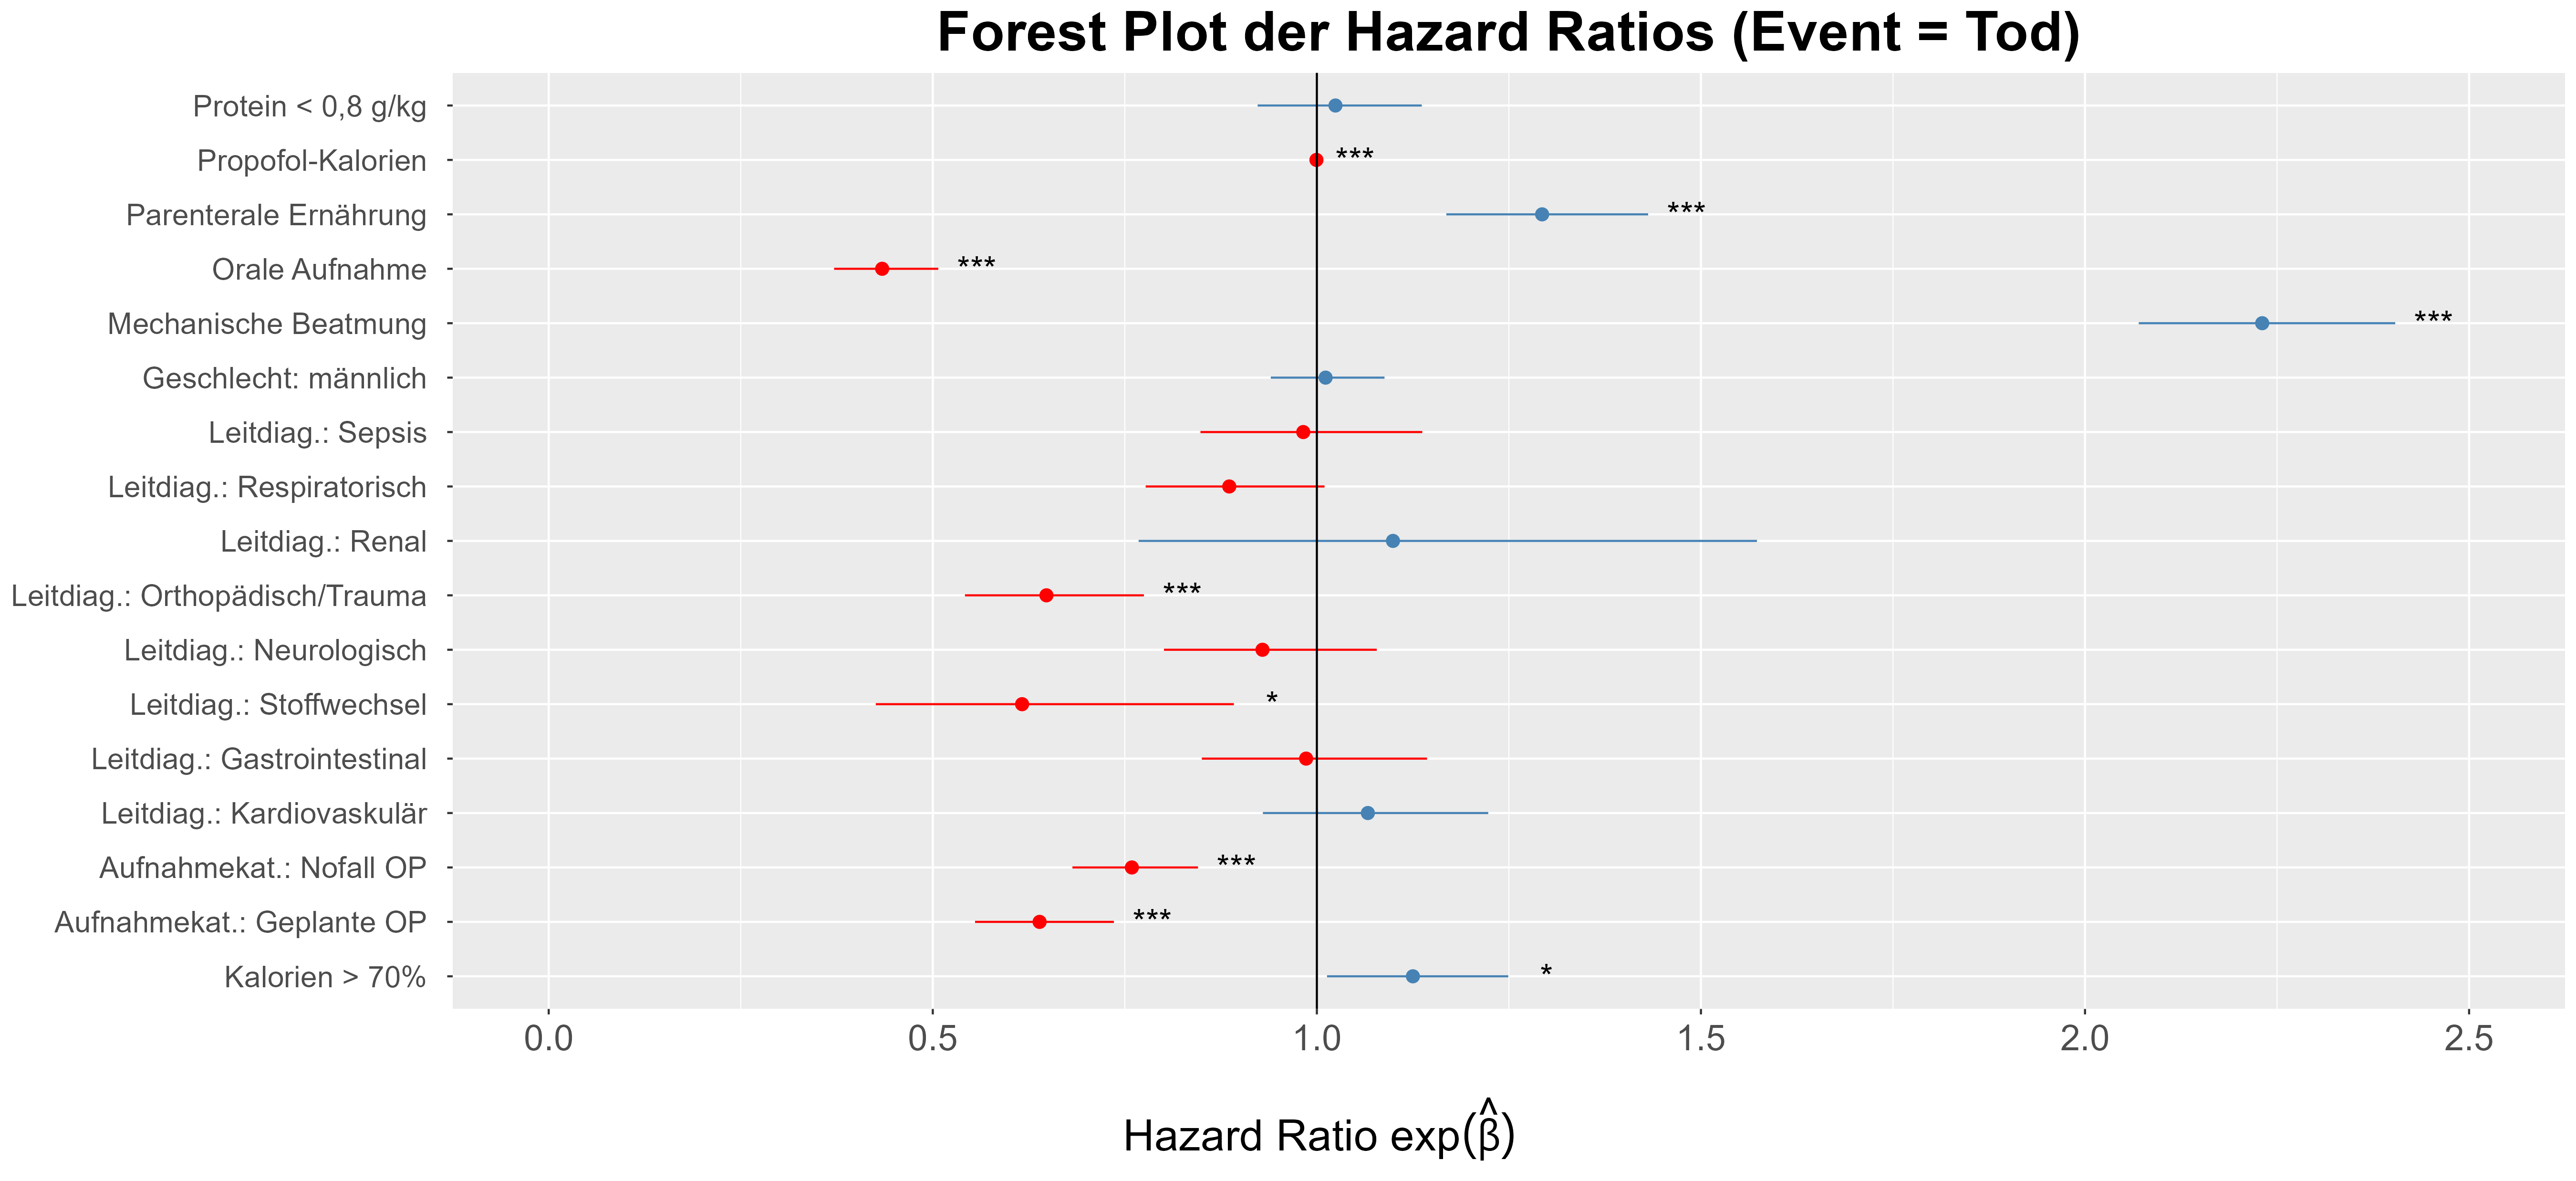 Forest Plot der Hazard Ratios (Event = Tod)
Protein < 0,8 g/kg
Propofol-Kalorien ***
Parenterale Ernährung ***
Orale Aufnahme ***
Mechanische Beatmung ***
Geschlecht: männlich
Leitdiag.: Sepsis
Leitdiag.: Respiratorisch
Leitdiag.: Renal
Leitdiag.: Orthopädisch/Trauma ***
Leitdiag.: Neurologisch
Leitdiag.: Stoffwechsel *
Leitdiag.: Gastrointestinal
Leitdiag.: Kardiovaskulär
Aufnahmekat.: Nofall OP ***
Aufnahmekat.: Geplante OP ***
Kalorien > 70% *
0.0 0.5 1.0 1.5 2.0 2.5
Hazard Ratio exp(β̂)